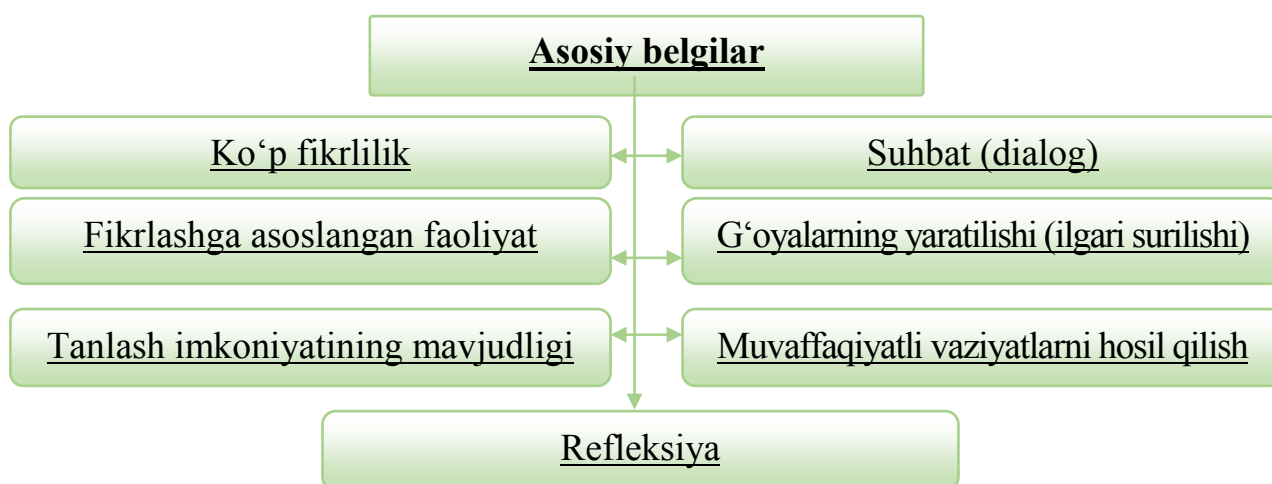 Asosiy belgilar
Ko‘p fikrlilik
Suhbat (dialog)
Fikrlashga asoslangan faoliyat
G‘oyalarning yaratilishi (ilgari surilishi)
Tanlash imkoniyatining mavjudligi
Muvaffaqiyatli vaziyatlarni hosil qilish
Refleksiya